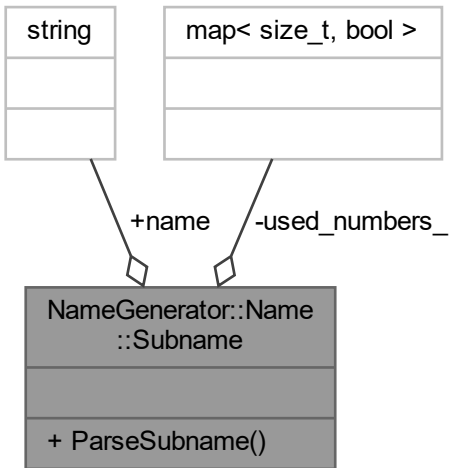 string
map< size_t, bool >
+name
-used_numbers_
NameGenerator::Name
::Subname
+ ParseSubname()